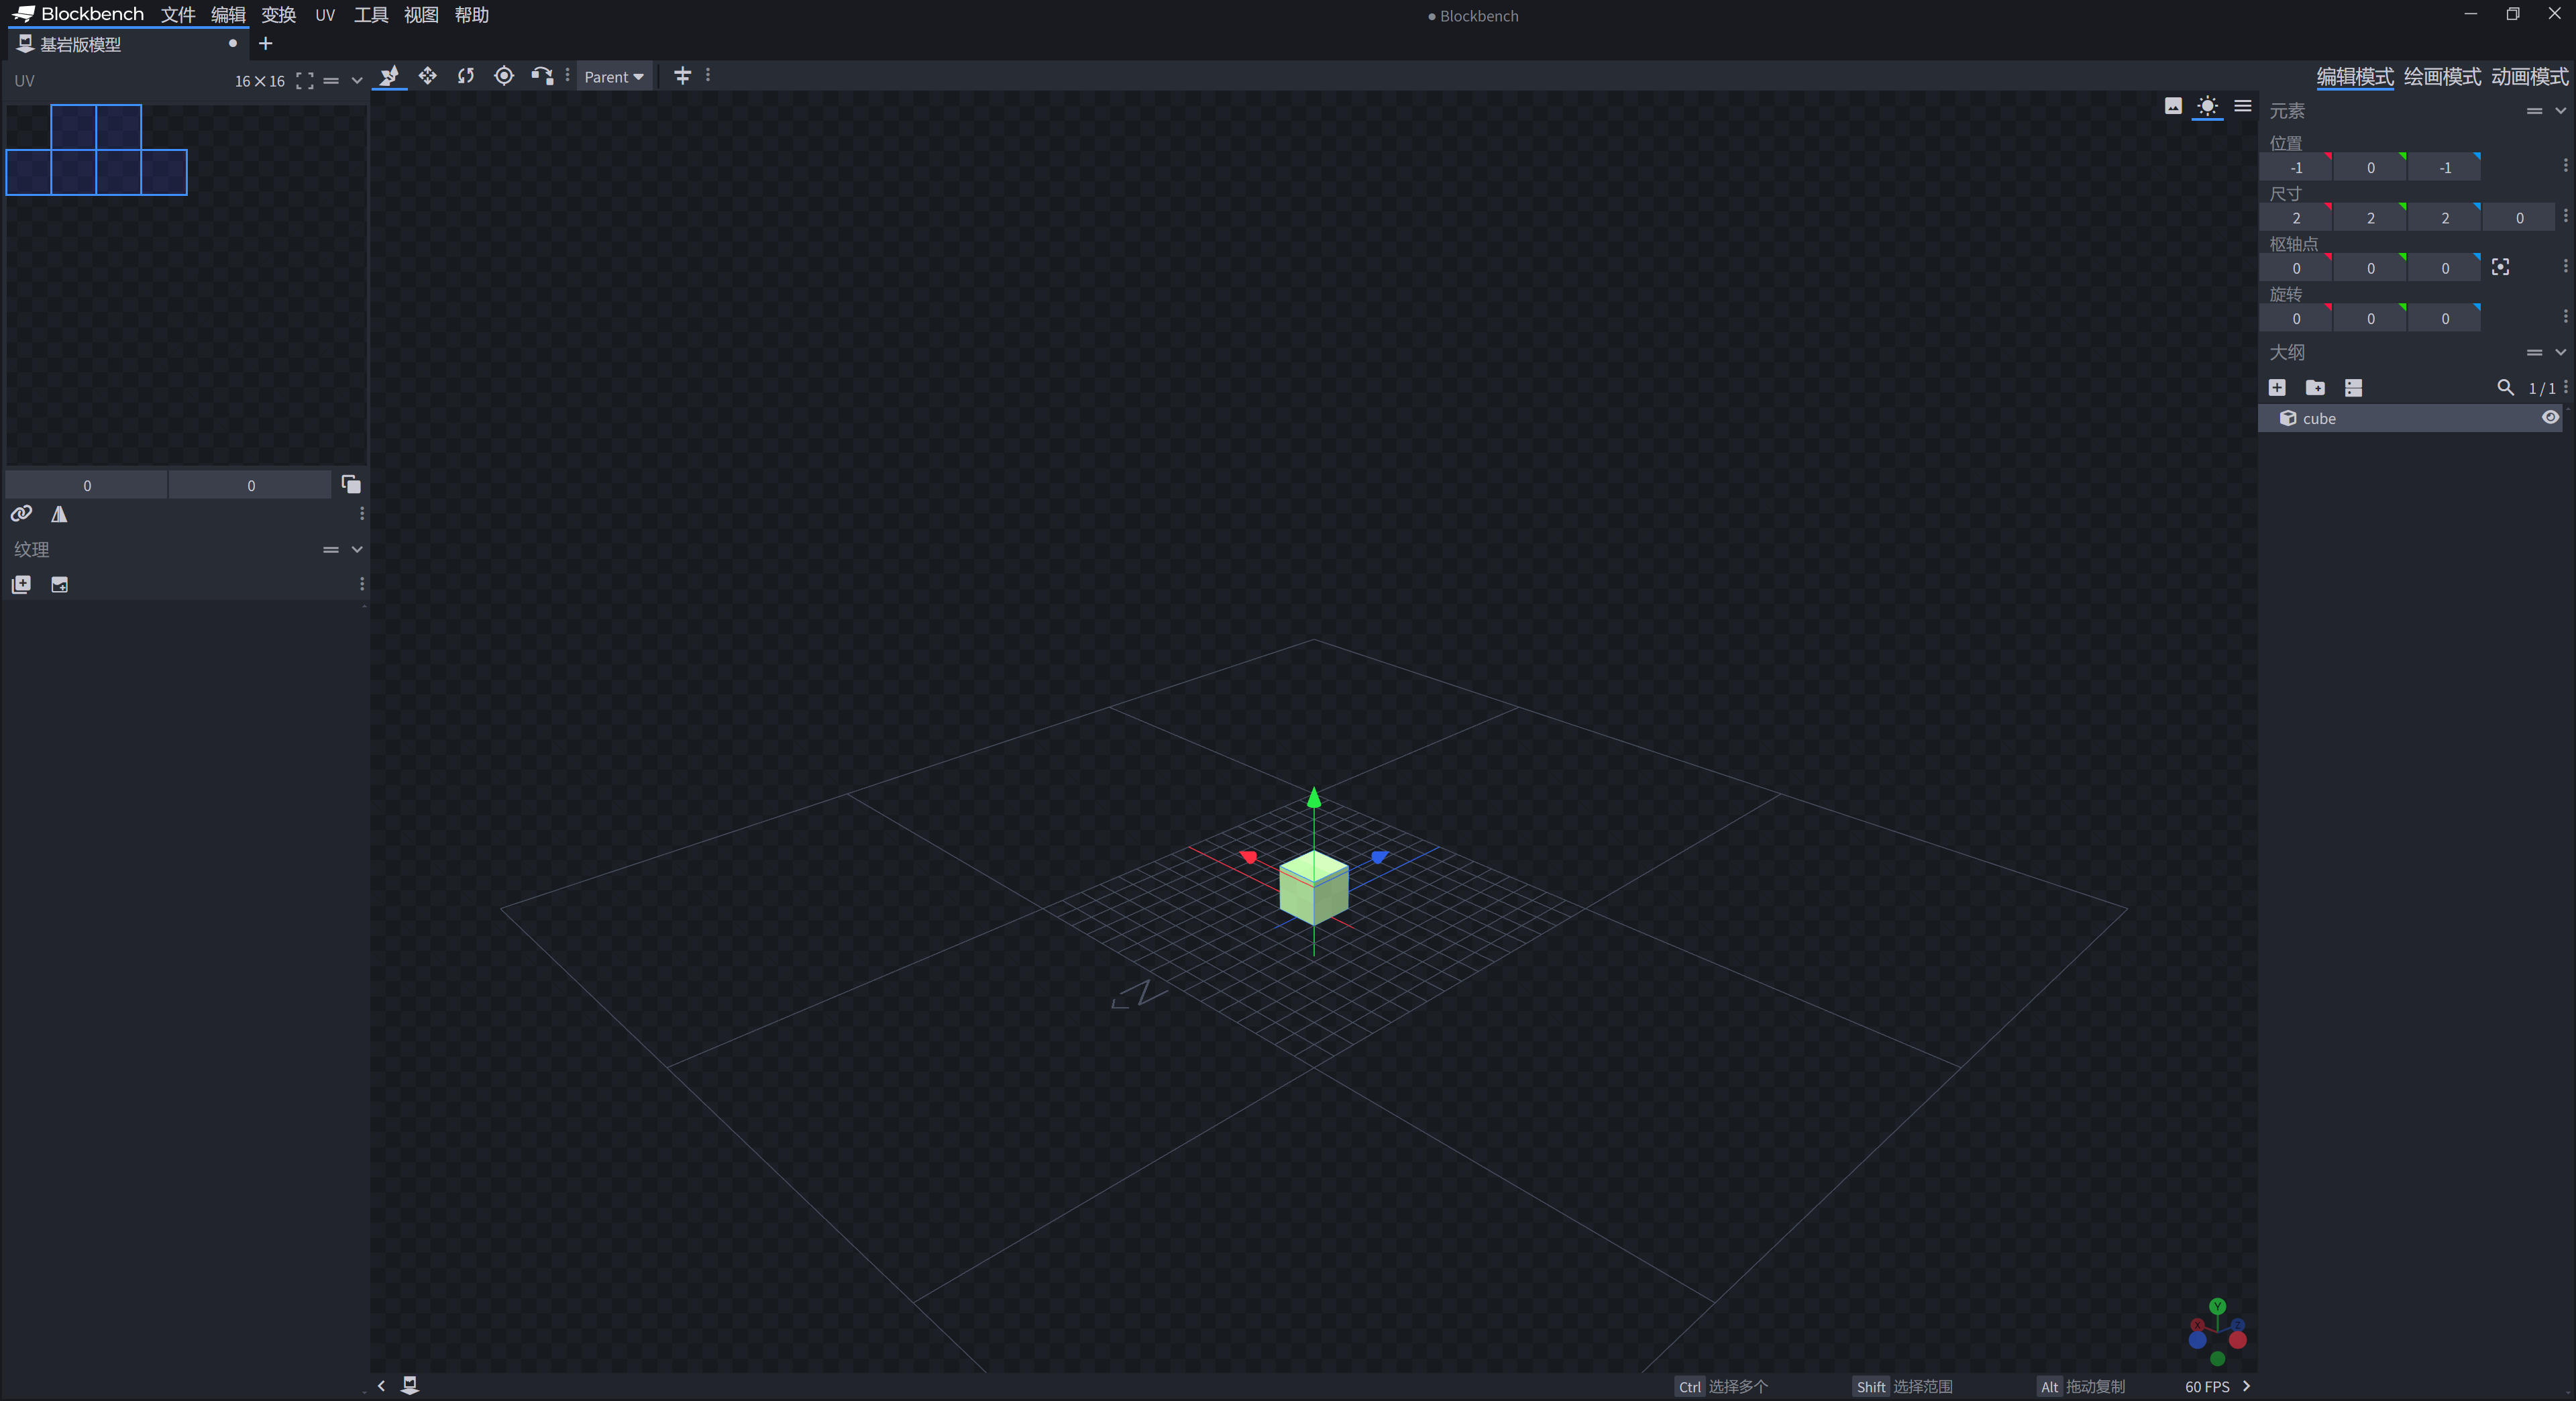 Blockbench 文件 编辑 变换 UV 工具 视图 帮助
● Blockbench
基岩版模型
UV 16×16
Parent
编辑模式 绘画模式 动画模式
元素
位置
-1 0 -1
尺寸
2 2 2 0
枢轴点
0 0 0
旋转
0 0 0
大纲
1 / 1
cube
0 0
纹理
N
Y
X
Z
Ctrl 选择多个 Shift 选择范围 Alt 拖动复制 60 FPS